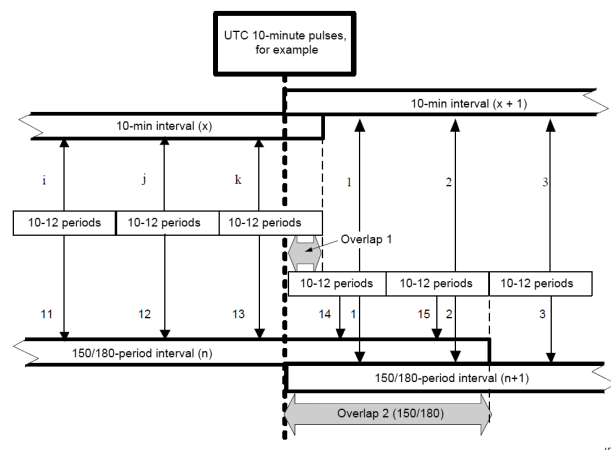 UTC 10-minute pulses,
for example
10-min interval (x + 1)
10-min interval (x)
i
j
k
1
2
3
10-12 periods
10-12 periods
10-12 periods
Overlap 1
10-12 periods
10-12 periods
10-12 periods
11
12
13
14
1
15
2
3
150/180-period interval (n)
150/180-period interval (n+1)
Overlap 2 (150/180)